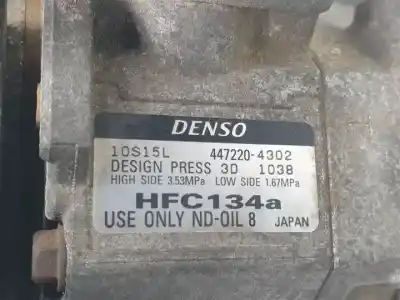 DENSO
10S15L 447220-4302
DESIGN PRESS 3D 1038
HIGH SIDE 3.53MPa LOW SIDE 1.67MPa
HFC134a
USE ONLY ND-OIL 8 JAPAN